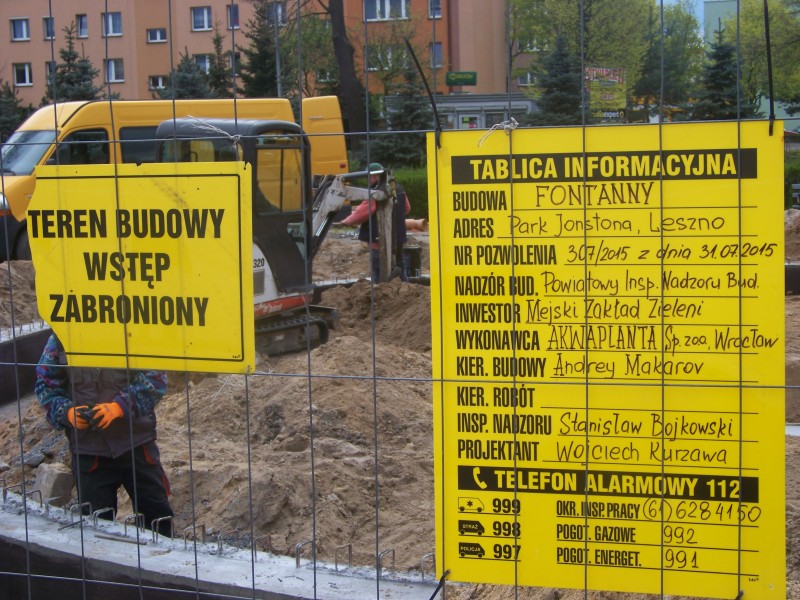 TEREN BUDOWY
WSTĘP
ZABRONIONY
320
TABLICA INFORMACYJNA
BUDOWA FONTANNY
ADRES Park Jonstona, Leszno
NR POZWOLENIA 307/2015 z dnia 31.07.2015
NADZÓR BUD. Powiatowy Insp. Nadzoru Bud.
INWESTOR Mejski Zakład Zieleni
WYKONAWCA AKWAPLANTA Sp. zoo, Wrocław
KIER. BUDOWY Andrey Makarov
KIER. ROBÓT
INSP. NADZORU Stanisław Bojkowski
PROJEKTANT Wojciech Kurzawa
TELEFON ALARMOWY 112
999 OKR. INSP. PRACY (61) 6284150
STRAŻ 998 POGOT. GAZOWE 992
POLICJA 997 POGOT. ENERGET. 991